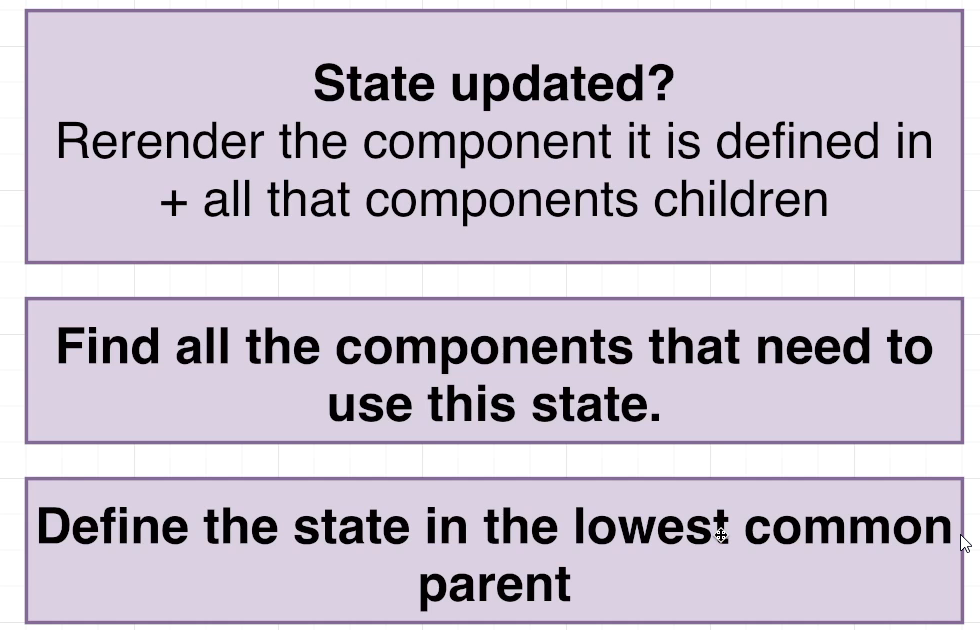 State updated?
Rerender the component it is defined in
+ all that components children
Find all the components that need to
use this state.
Define the state in the lowest common
parent